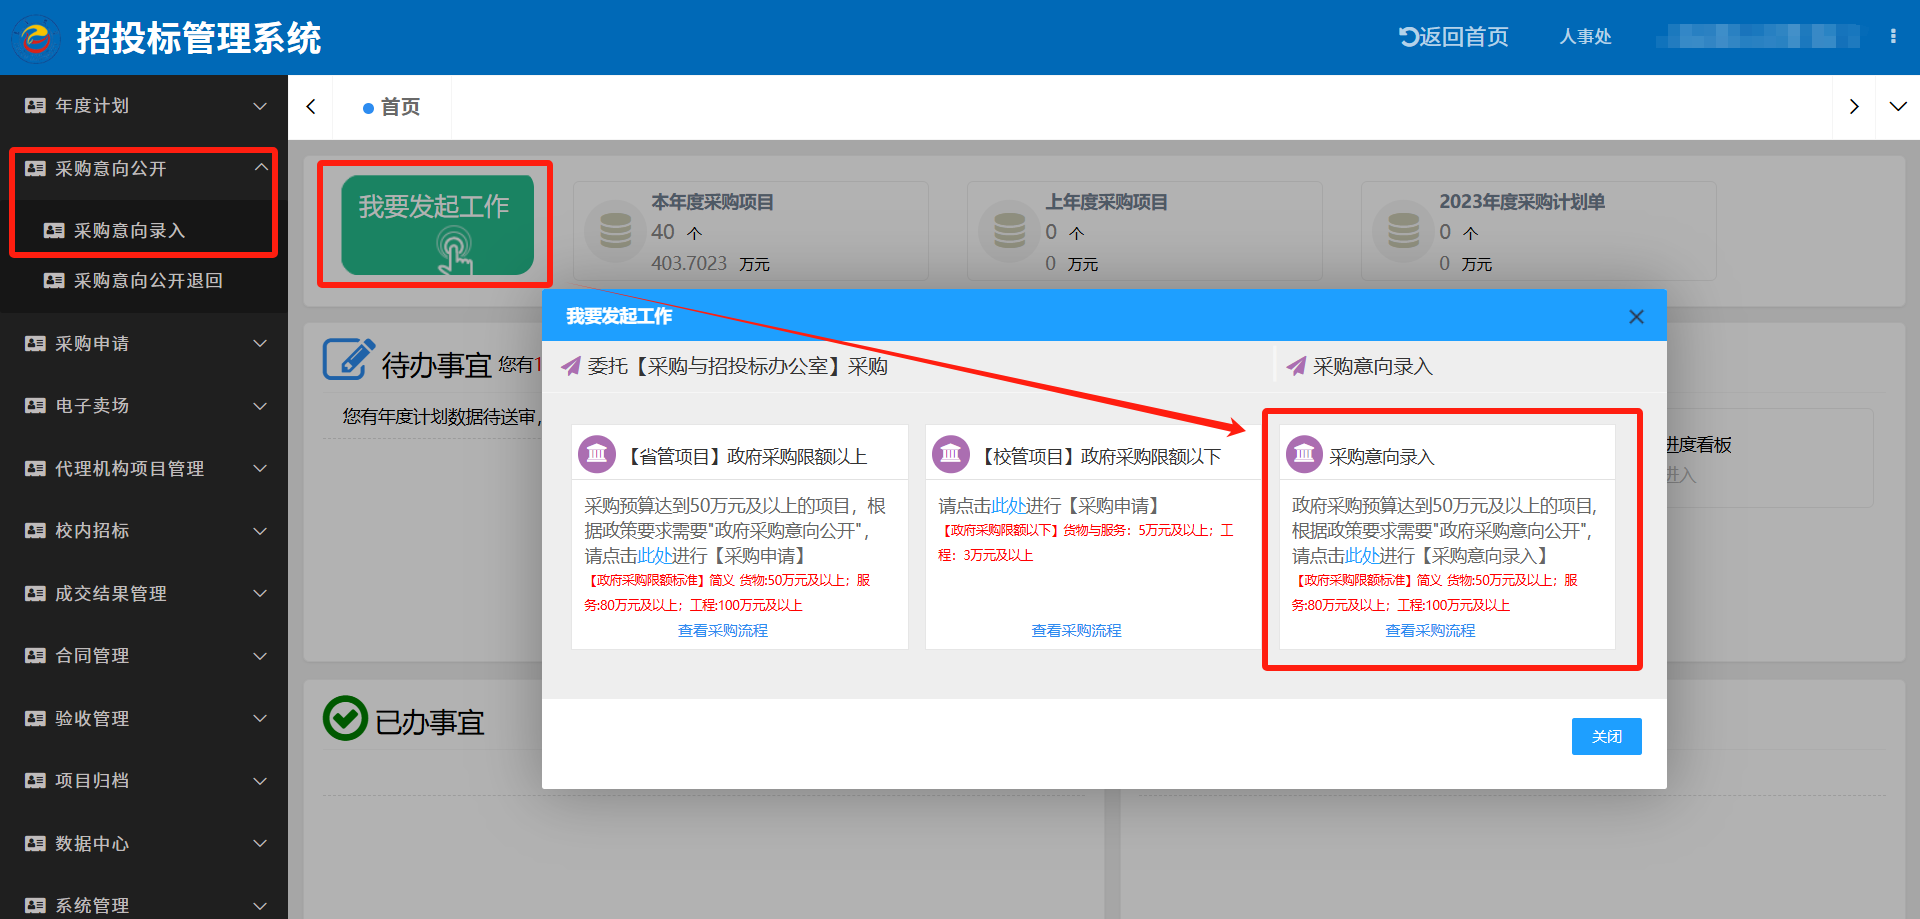 招投标管理系统
返回首页
人事处
年度计划
采购意向公开
采购意向录入
采购意向公开退回
采购申请
电子卖场
代理机构项目管理
校内招标
成交结果管理
合同管理
验收管理
项目归档
数据中心
系统管理
首页
我要发起工作
本年度采购项目
40 个
403.7023 万元
上年度采购项目
0 个
0 万元
2023年度采购计划单
0 个
0 万元
待办事宜 您有1
您有年度计划数据待送审,
进度看板
进入
已办事宜
我要发起工作
委托【采购与招投标办公室】采购
采购意向录入
【省管项目】政府采购限额以上
采购预算达到50万元及以上的项目，根
据政策要求需要"政府采购意向公开"，
请点击此处进行【采购申请】
【政府采购限额标准】简义 货物:50万元及以上；服
务:80万元及以上；工程:100万元及以上
查看采购流程
【校管项目】政府采购限额以下
请点击此处进行【采购申请】
【政府采购限额以下】货物与服务：5万元及以上；工
程：3万元及以上
查看采购流程
采购意向录入
政府采购预算达到50万元及以上的项目,
根据政策要求需要"政府采购意向公开",
请点击此处进行【采购意向录入】
【政府采购限额标准】简义 货物:50万元及以上；服
务:80万元及以上；工程:100万元及以上
查看采购流程
关闭